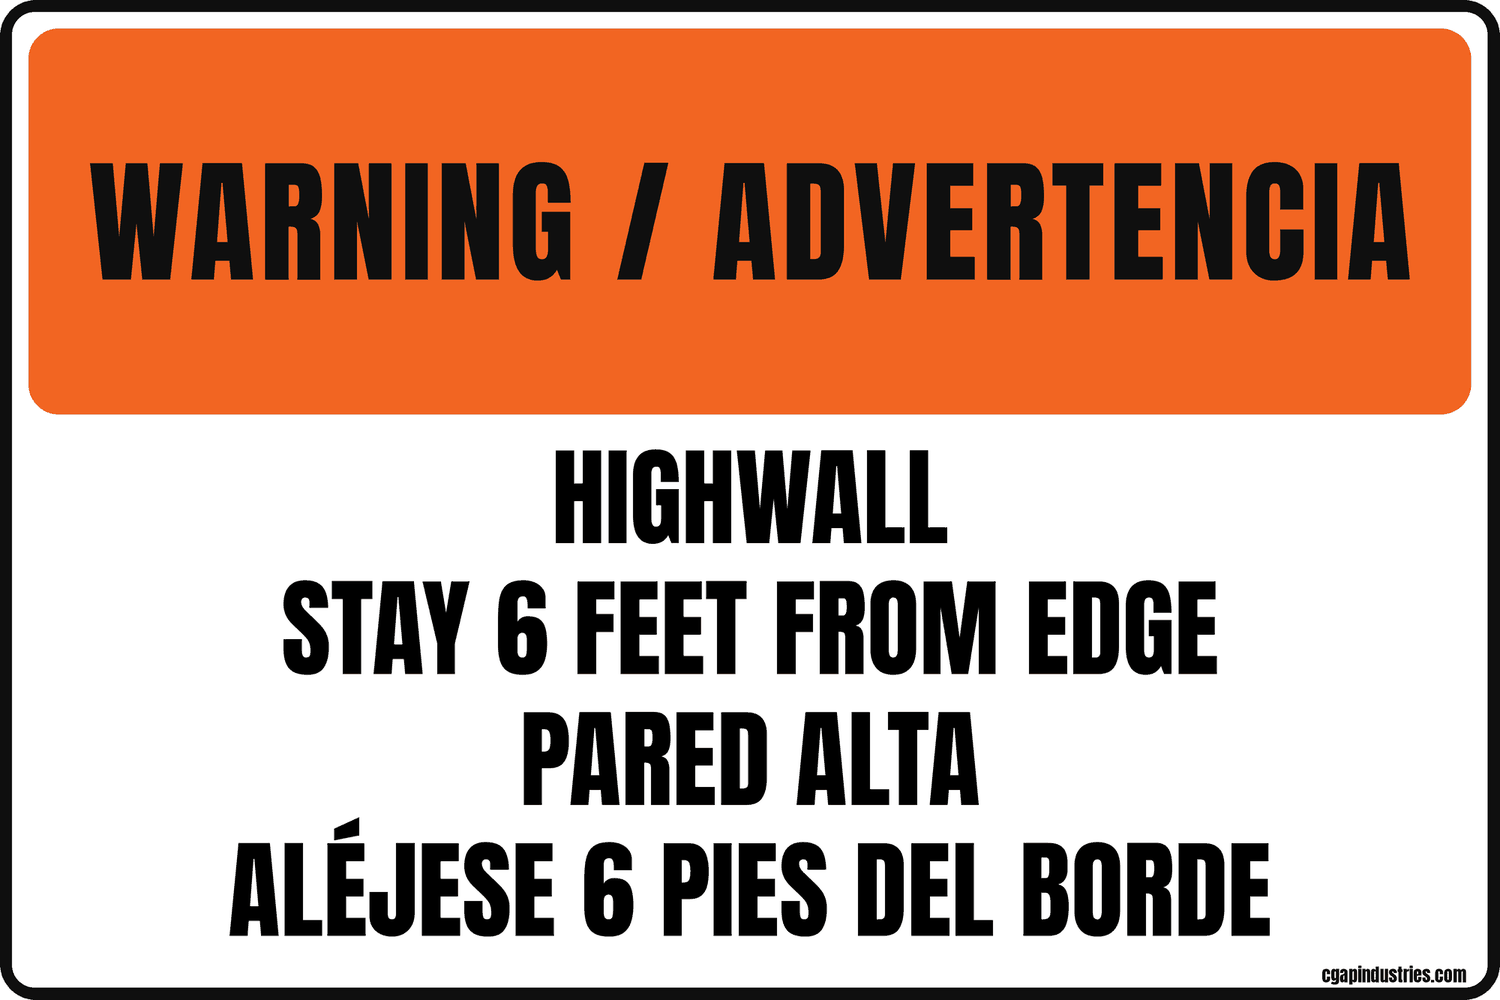 WARNING / ADVERTENCIA
HIGHWALL
STAY 6 FEET FROM EDGE
PARED ALTA
ALÉJESE 6 PIES DEL BORDE
cgapindustries.com